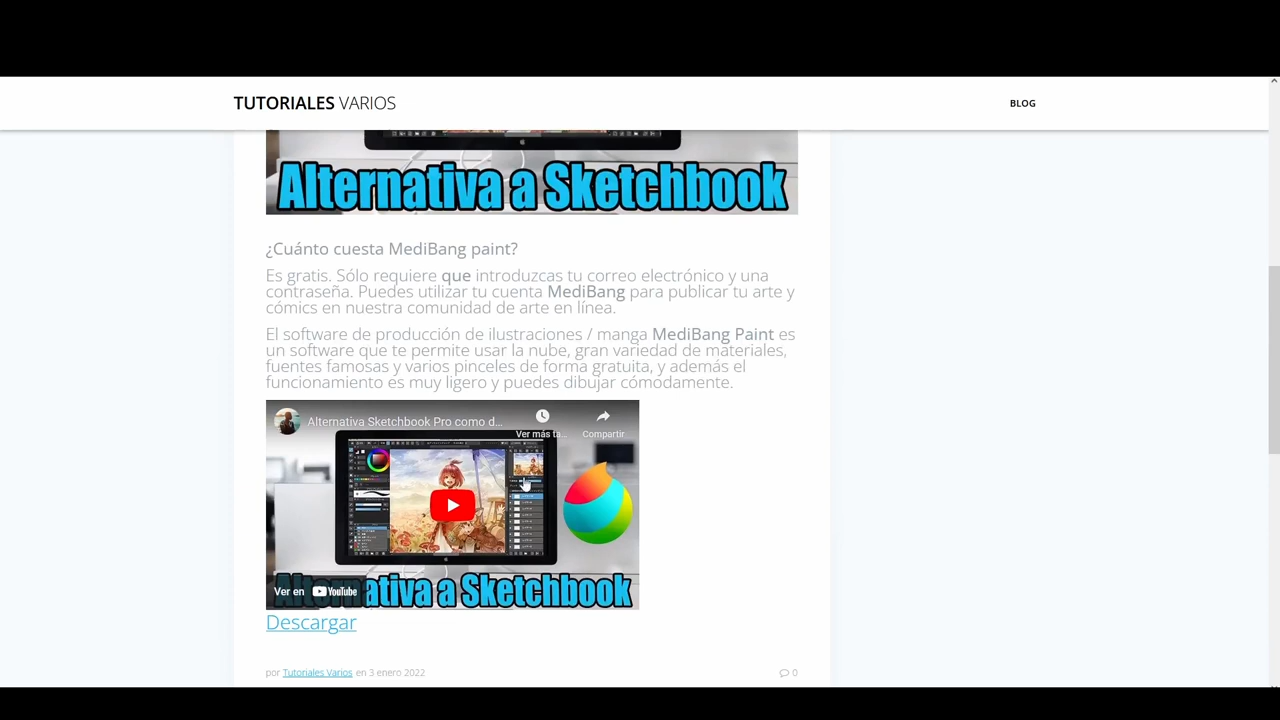 TUTORIALES VARIOS
BLOG
Alternativa a Sketchbook
¿Cuánto cuesta MediBang paint?
Es gratis. Sólo requiere que introduzcas tu correo electrónico y una
contraseña. Puedes utilizar tu cuenta MediBang para publicar tu arte y
cómics en nuestra comunidad de arte en línea.
El software de producción de ilustraciones / manga MediBang Paint es
un software que te permite usar la nube, gran variedad de materiales,
fuentes famosas y varios pinceles de forma gratuita, y además el
funcionamiento es muy ligero y puedes dibujar cómodamente.
Alternativa Sketchbook Pro como d...
Ver más ta...
Compartir
Alternativa a Sketchbook
Ver en YouTube
Descargar
por Tutoriales Varios en 3 enero 2022
0